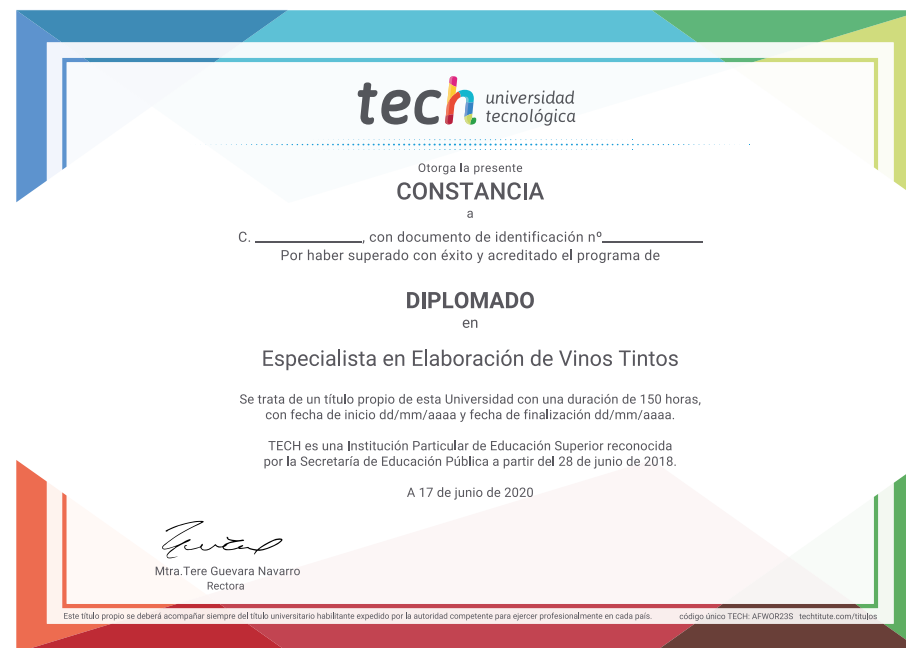 tech universidad
tecnológica
Otorga la presente
CONSTANCIA
a
C. ______________, con documento de identificación nº______________
Por haber superado con éxito y acreditado el programa de
DIPLOMADO
en
Especialista en Elaboración de Vinos Tintos
Se trata de un título propio de esta Universidad con una duración de 150 horas,
con fecha de inicio dd/mm/aaaa y fecha de finalización dd/mm/aaaa.
TECH es una Institución Particular de Educación Superior reconocida
por la Secretaría de Educación Pública a partir del 28 de junio de 2018.
A 17 de junio de 2020
Mtra.Tere Guevara Navarro
Rectora
Este título propio se deberá acompañar siempre del título universitario habilitante expedido por la autoridad competente para ejercer profesionalmente en cada país. código único TECH: AFWOR23S techtitute.com/titulos